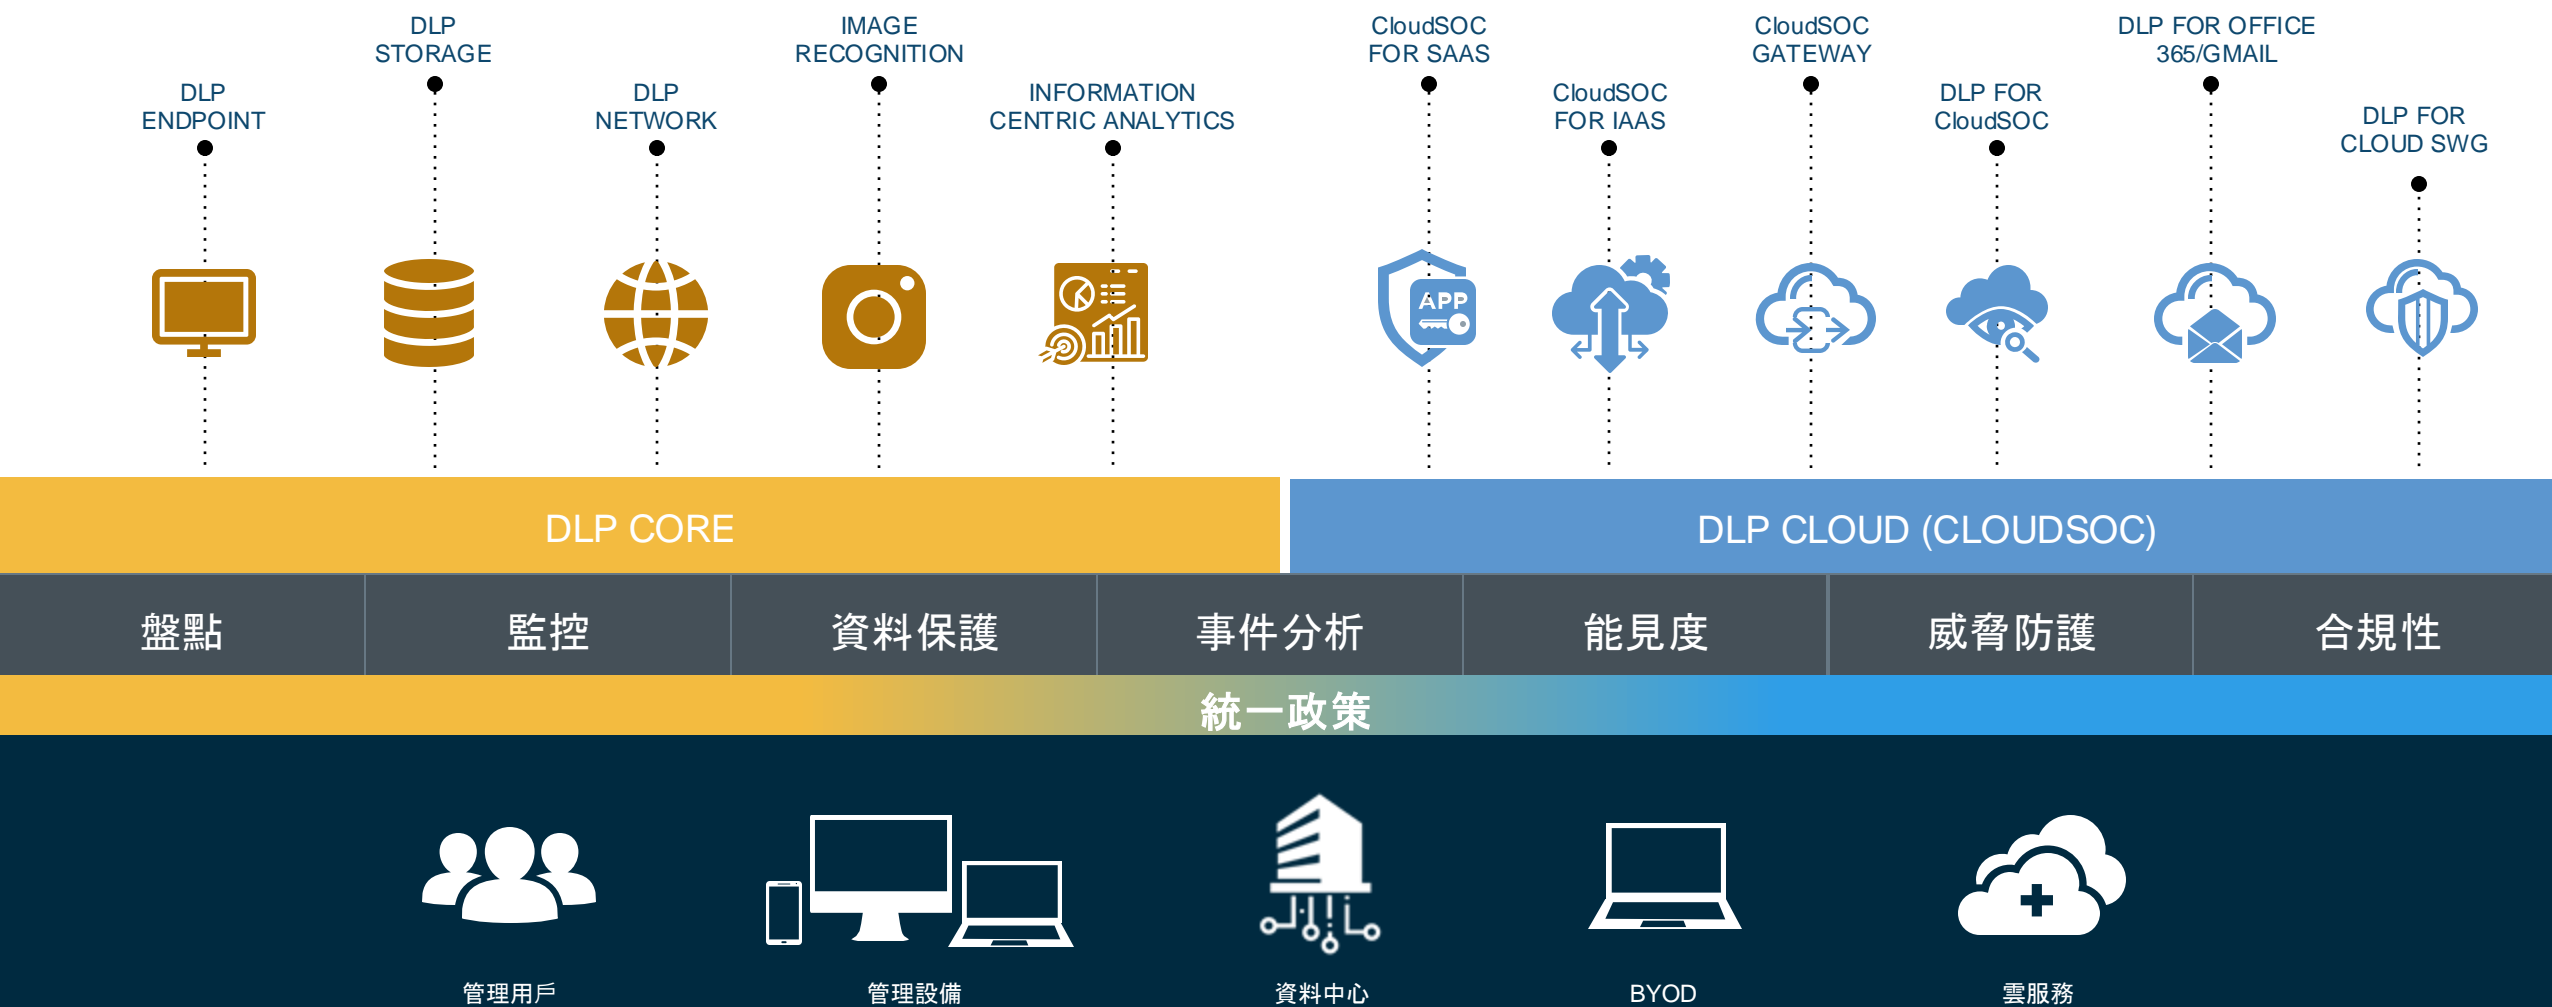 DLP
ENDPOINT
DLP
STORAGE
DLP
NETWORK
IMAGE
RECOGNITION
INFORMATION
CENTRIC ANALYTICS
CloudSOC
FOR SAAS
CloudSOC
FOR IAAS
CloudSOC
GATEWAY
DLP FOR
CloudSOC
DLP FOR OFFICE
365/GMAIL
DLP FOR
CLOUD SWG
APP
DLP CORE
DLP CLOUD (CLOUDSOC)
盤點
監控
資料保護
事件分析
能見度
威脅防護
合規性
統一政策
管理用戶
管理設備
資料中心
BYOD
雲服務